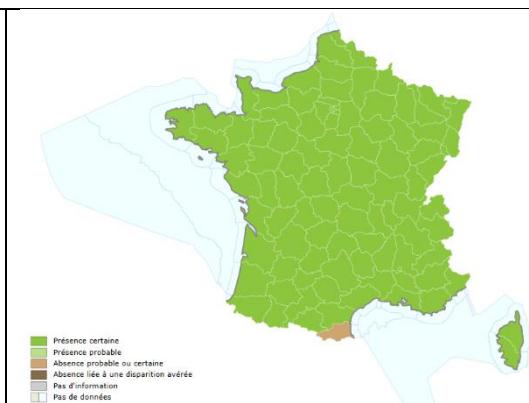 Présence certaine
Présence probable
Absence probable ou certaine
Absence liée à une disparition avérée
Pas d'information
Pas de données